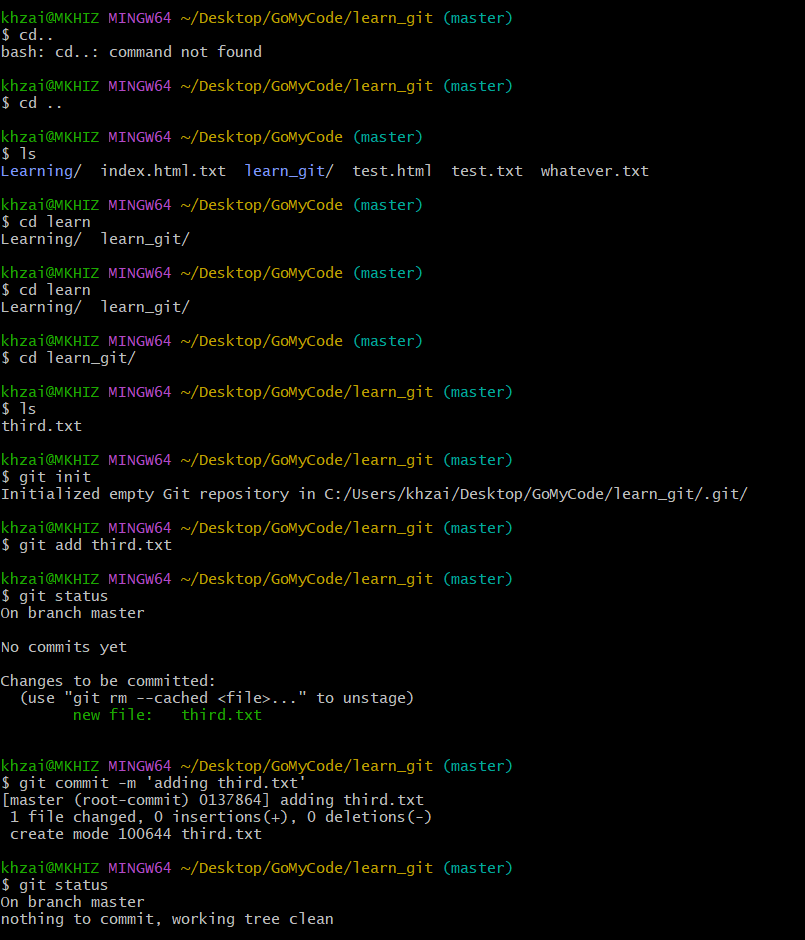 khzai@MKHIZ MINGW64 ~/Desktop/GoMyCode/learn_git (master)
$ cd..
bash: cd..: command not found
khzai@MKHIZ MINGW64 ~/Desktop/GoMyCode/learn_git (master)
$ cd ..
khzai@MKHIZ MINGW64 ~/Desktop/GoMyCode (master)
$ ls
Learning/  index.html.txt  learn_git/  test.html  test.txt  whatever.txt
khzai@MKHIZ MINGW64 ~/Desktop/GoMyCode (master)
$ cd learn
Learning/  learn_git/
khzai@MKHIZ MINGW64 ~/Desktop/GoMyCode (master)
$ cd learn
Learning/  learn_git/
khzai@MKHIZ MINGW64 ~/Desktop/GoMyCode (master)
$ cd learn_git/
khzai@MKHIZ MINGW64 ~/Desktop/GoMyCode/learn_git (master)
$ ls
third.txt
khzai@MKHIZ MINGW64 ~/Desktop/GoMyCode/learn_git (master)
$ git init
Initialized empty Git repository in C:/Users/khzai/Desktop/GoMyCode/learn_git/.git/
khzai@MKHIZ MINGW64 ~/Desktop/GoMyCode/learn_git (master)
$ git add third.txt
khzai@MKHIZ MINGW64 ~/Desktop/GoMyCode/learn_git (master)
$ git status
On branch master
No commits yet
Changes to be committed:
  (use "git rm --cached <file>..." to unstage)
        new file:   third.txt
khzai@MKHIZ MINGW64 ~/Desktop/GoMyCode/learn_git (master)
$ git commit -m 'adding third.txt'
[master (root-commit) 0137864] adding third.txt
 1 file changed, 0 insertions(+), 0 deletions(-)
 create mode 100644 third.txt
khzai@MKHIZ MINGW64 ~/Desktop/GoMyCode/learn_git (master)
$ git status
On branch master
nothing to commit, working tree clean